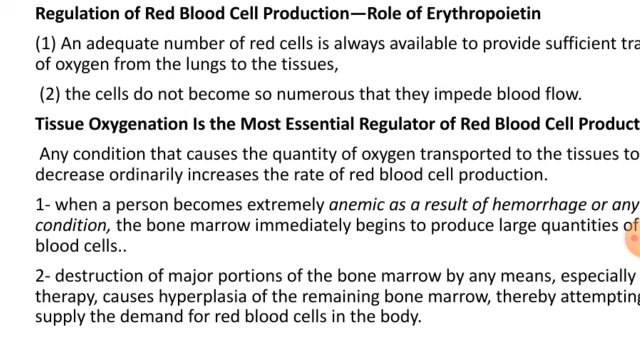 Regulation of Red Blood Cell Production—Role of Erythropoietin
(1) An adequate number of red cells is always available to provide sufficient
of oxygen from the lungs to the tissues,
(2) the cells do not become so numerous that they impede blood flow.
Tissue Oxygenation Is the Most Essential Regulator of Red Blood Cell
Any condition that causes the quantity of oxygen transported to the tissues to
decrease ordinarily increases the rate of red blood cell production.
1- when a person becomes extremely anemic as a result of hemorrhage or any
condition, the bone marrow immediately begins to produce large quantities of
blood cells..
2- destruction of major portions of the bone marrow by any means, especially
therapy, causes hyperplasia of the remaining bone marrow, thereby attempting
supply the demand for red blood cells in the body.